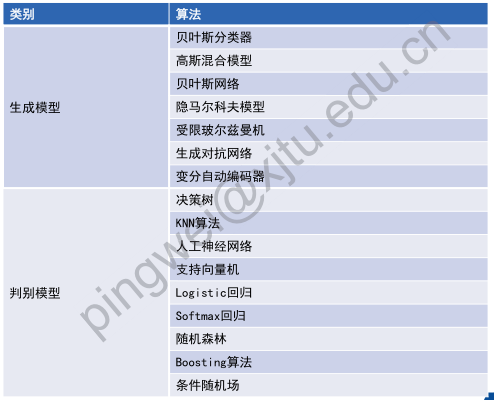 类别 算法
生成模型
贝叶斯分类器
高斯混合模型
贝叶斯网络
隐马尔科夫模型
受限玻尔兹曼机
生成对抗网络
变分自动编码器
判别模型
决策树
KNN算法
人工神经网络
支持向量机
Logistic回归
Softmax回归
随机森林
Boosting算法
条件随机场
pingwei@xjtu.edu.cn